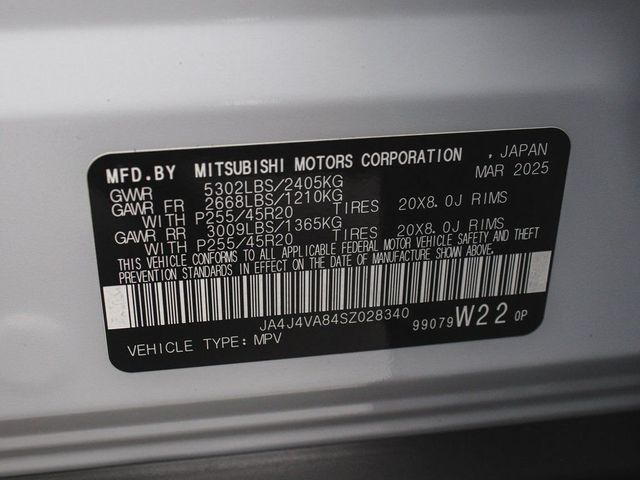 MFD.BY MITSUBISHI MOTORS CORPORATION , JAPAN
GVWR 5302LBS/2405KG MAR 2025
GAWR FR 2668LBS/1210KG
WITH P255/45R20 TIRES 20X8.0J RIMS
GAWR RR 3009LBS/1365KG
WITH P255/45R20 TIRES 20X8.0J RIMS
THIS VEHICLE CONFORMS TO ALL APPLICABLE FEDERAL MOTOR VEHICLE SAFETY AND THEFT
PREVENTION STANDARDS IN EFFECT ON THE DATE OF MANUFACTURE SHOWN ABOVE.
JA4J4VA84SZ028340
VEHICLE TYPE: MPV 99079 W22 0P